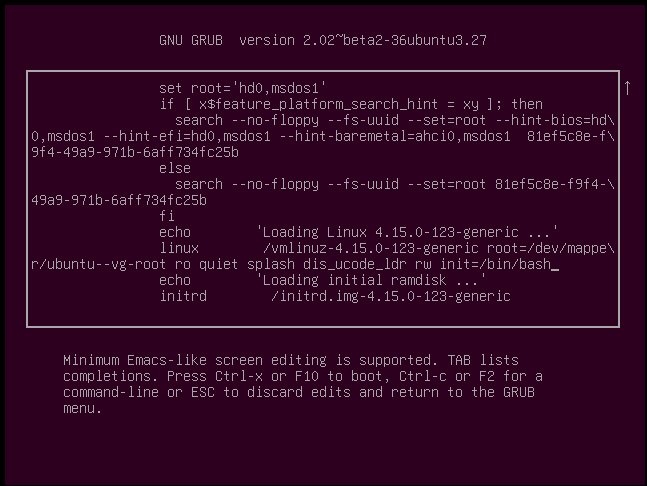 GNU GRUB  version 2.02~beta2-36ubuntu3.27
set root='hd0,msdos1'
if [ x$feature_platform_search_hint = xy ]; then
search --no-floppy --fs-uuid --set=root --hint-bios=hd\
0,msdos1 --hint-efi=hd0,msdos1 --hint-baremetal=ahci0,msdos1  81ef5c8e-f\
9f4-49a9-971b-6aff734fc25b
else
search --no-floppy --fs-uuid --set=root 81ef5c8e-f9f4-\
49a9-971b-6aff734fc25b
fi
echo        'Loading Linux 4.15.0-123-generic ...'
linux        /vmlinuz-4.15.0-123-generic root=/dev/mappe\
r/ubuntu--vg-root ro quiet splash dis_ucode_ldr rw init=/bin/bash_
echo        'Loading initial ramdisk ...'
initrd        /initrd.img-4.15.0-123-generic
Minimum Emacs-like screen editing is supported. TAB lists
completions. Press Ctrl-x or F10 to boot, Ctrl-c or F2 for a
command-line or ESC to discard edits and return to the GRUB
menu.